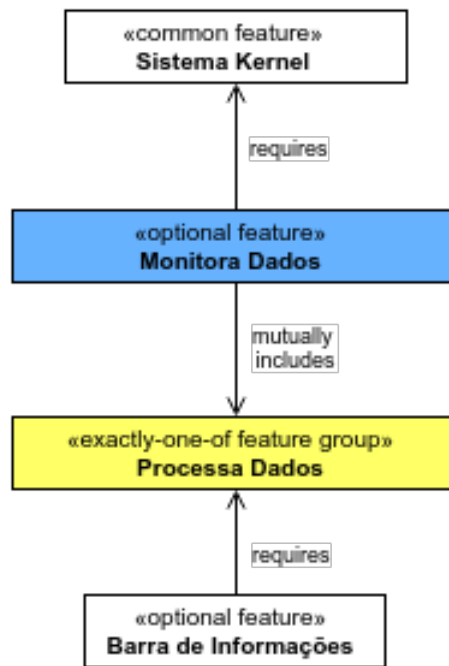 «common feature»
Sistema Kernel
requires
«optional feature»
Monitora Dados
mutually
includes
«exactly-one-of feature group»
Processa Dados
requires
«optional feature»
Barra de Informações